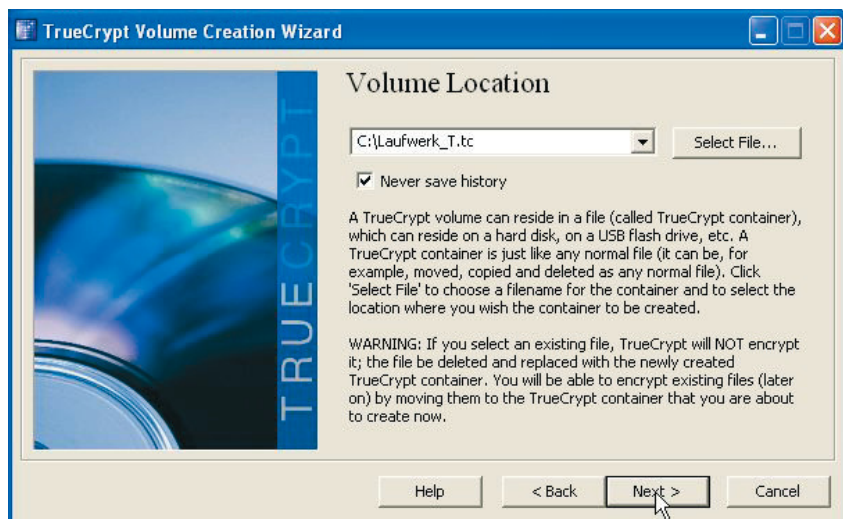 TrueCrypt Volume Creation Wizard
TRUECRYPT
Volume Location
C:\Laufwerk_T.tc
Select File...
Never save history
A TrueCrypt volume can reside in a file (called TrueCrypt container),
which can reside on a hard disk, on a USB flash drive, etc. A
TrueCrypt container is just like any normal file (it can be, for
example, moved, copied and deleted as any normal file). Click
'Select File' to choose a filename for the container and to select the
location where you wish the container to be created.
WARNING: If you select an existing file, TrueCrypt will NOT encrypt
it; the file be deleted and replaced with the newly created
TrueCrypt container. You will be able to encrypt existing files (later
on) by moving them to the TrueCrypt container that you are about
to create now.
Help
< Back
Next >
Cancel